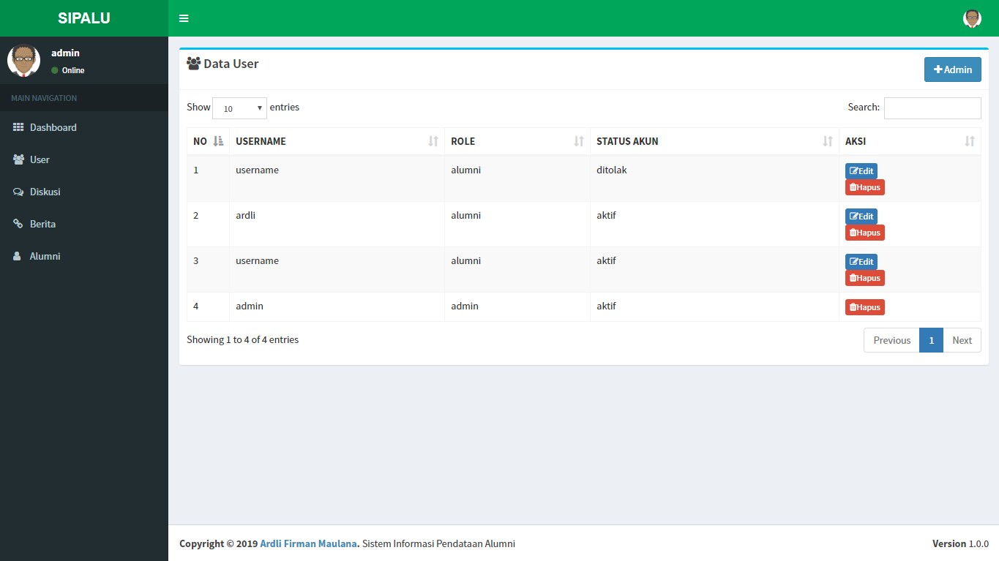 SIPALU
admin
Online
MAIN NAVIGATION
Dashboard
User
Diskusi
Berita
Alumni
Data User
Admin
Show 10 entries
Search:
NO USERNAME ROLE STATUS AKUN AKSI
1 username alumni ditolak Edit
Hapus
2 ardli alumni aktif Edit
Hapus
3 username alumni aktif Edit
Hapus
4 admin admin aktif Hapus
Showing 1 to 4 of 4 entries
Previous 1 Next
Copyright © 2019 Ardli Firman Maulana. Sistem Informasi Pendataan Alumni
Version 1.0.0